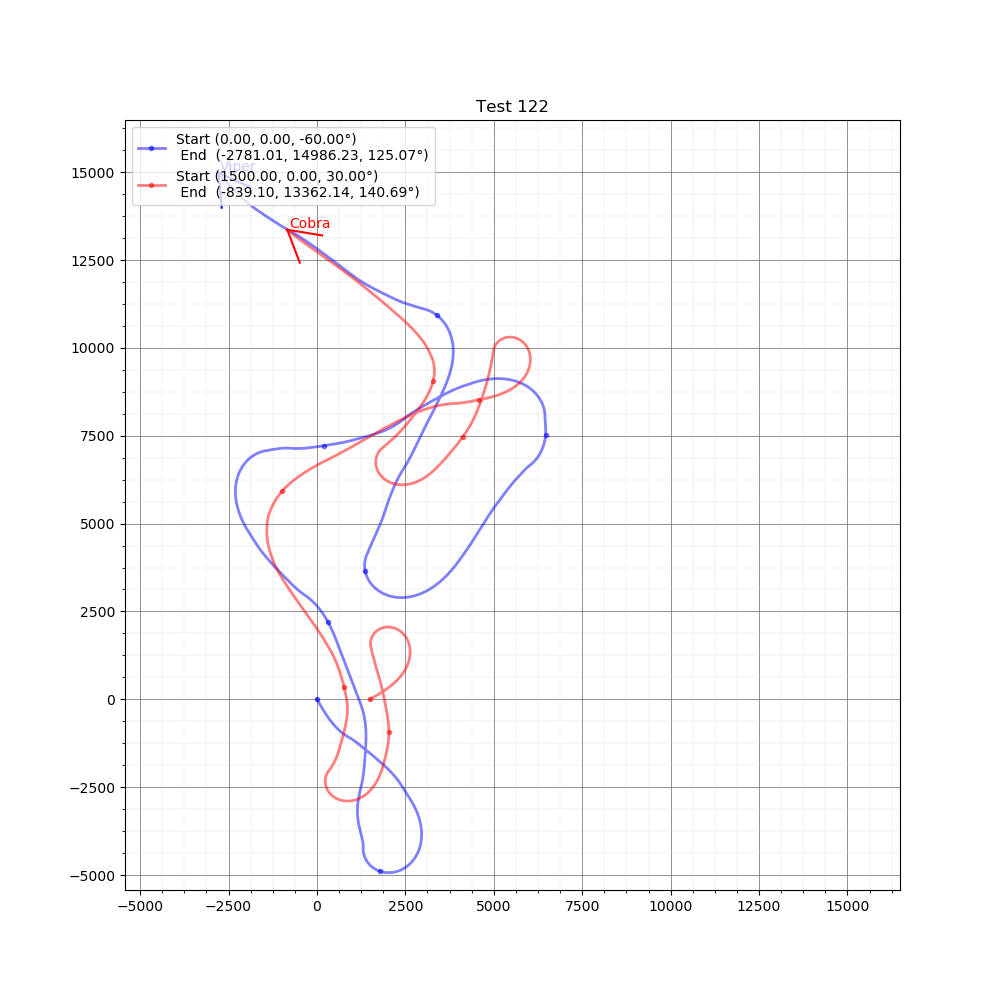 Test 122
Start (0.00, 0.00, -60.00°)
End  (-2781.01, 14986.23, 125.07°)
Start (1500.00, 0.00, 30.00°)
End  (-839.10, 13362.14, 140.69°)
Viper
Cobra
15000
12500
10000
7500
5000
2500
0
−2500
−5000
−5000 −2500 0 2500 5000 7500 10000 12500 15000